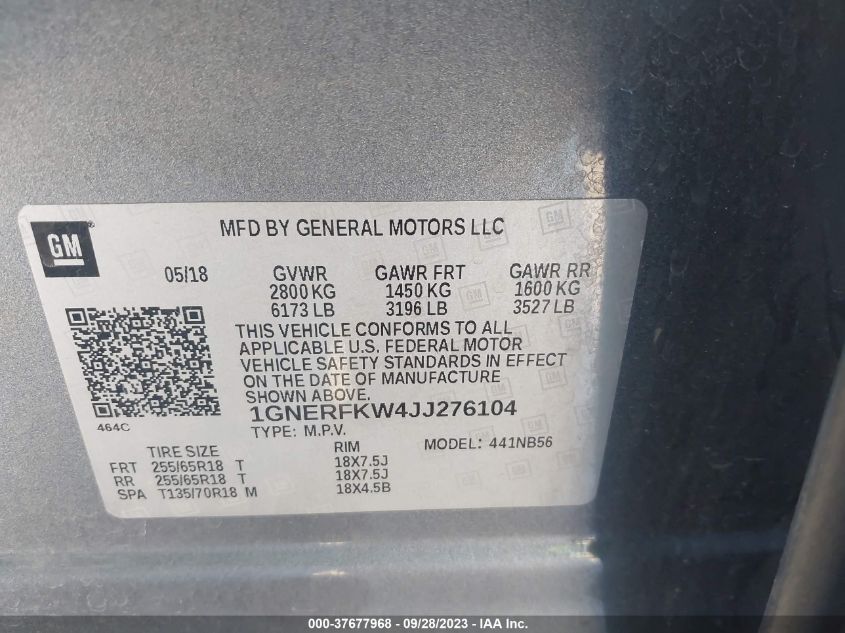 GM
MFD BY GENERAL MOTORS LLC
05/18 GVWR GAWR FRT GAWR RR
2800 KG 1450 KG 1600 KG
6173 LB 3196 LB 3527 LB
THIS VEHICLE CONFORMS TO ALL
APPLICABLE U.S. FEDERAL MOTOR
VEHICLE SAFETY STANDARDS IN EFFECT
ON THE DATE OF MANUFACTURE
SHOWN ABOVE.
464C
1GNERFKW4JJ276104
TYPE: M.P.V. MODEL: 441NB56
TIRE SIZE RIM
FRT 255/65R18 T 18X7.5J
RR 255/65R18 T 18X7.5J
SPA T135/70R18 M 18X4.5B
000-37677968 - 09/28/2023 - IAA Inc.